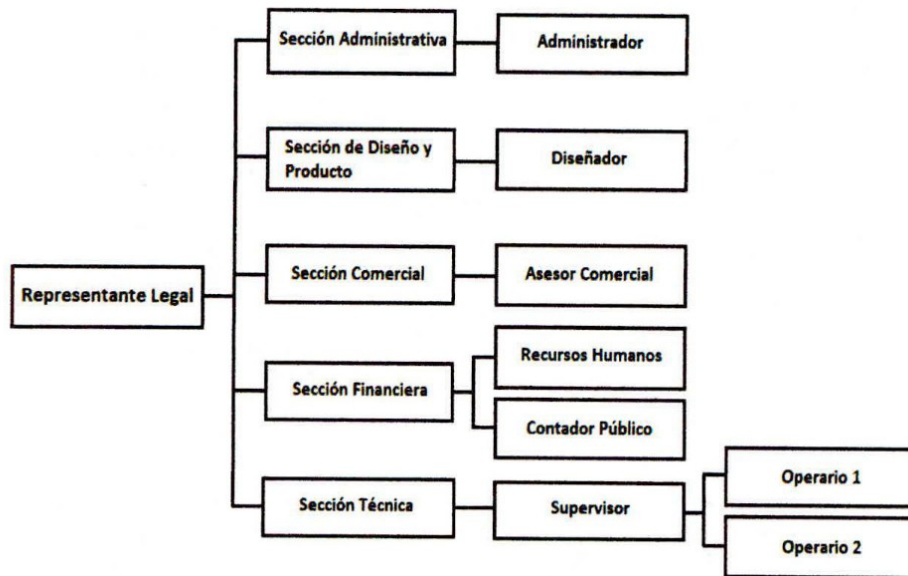 Sección Administrativa
Administrador
Sección de Diseño y
Producto
Diseñador
Sección Comercial
Asesor Comercial
Representante Legal
Recursos Humanos
Sección Financiera
Contador Público
Operario 1
Sección Técnica
Supervisor
Operario 2